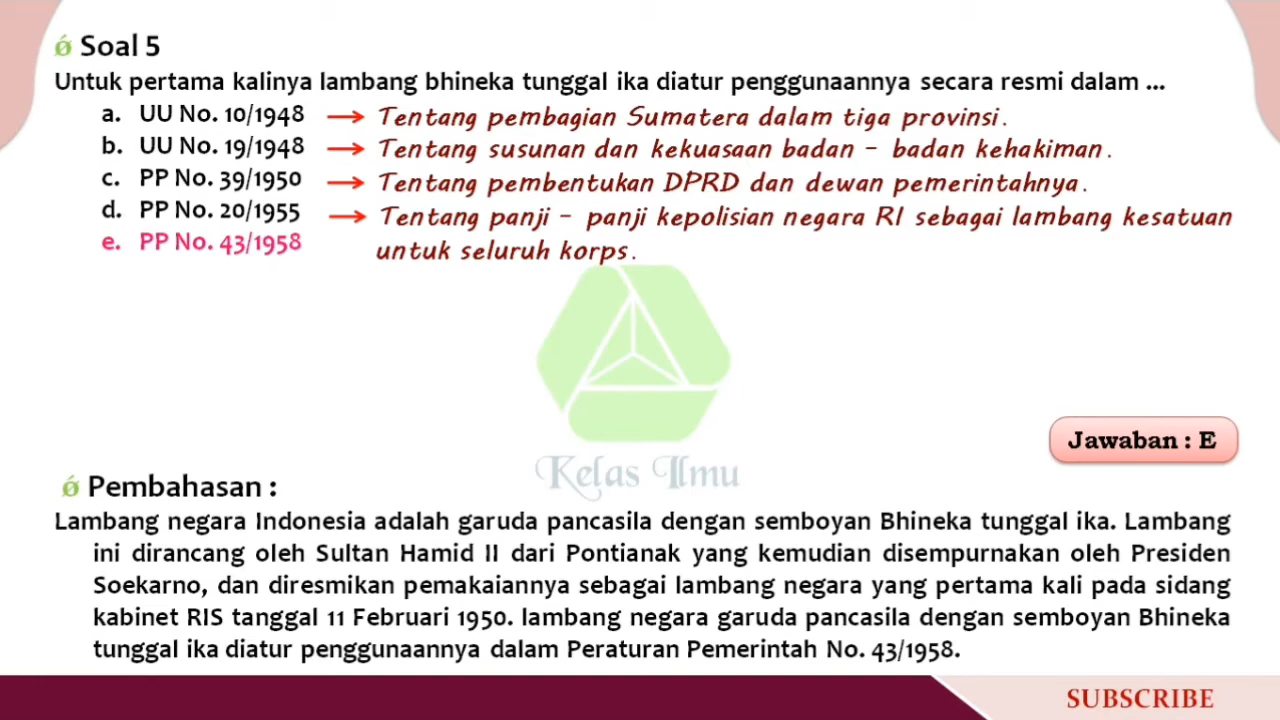 ǿ Soal 5
Untuk pertama kalinya lambang bhineka tunggal ika diatur penggunaannya secara resmi dalam ...
a. UU No. 10/1948 → Tentang pembagian Sumatera dalam tiga provinsi.
b. UU No. 19/1948 → Tentang susunan dan kekuasaan badan - badan kehakiman.
c. PP No. 39/1950 → Tentang pembentukan DPRD dan dewan pemerintahnya.
d. PP No. 20/1955 → Tentang panji - panji kepolisian negara RI sebagai lambang kesatuan
untuk seluruh korps.
e. PP No. 43/1958
Kelas Ilmu
Jawaban : E
ǿ Pembahasan :
Lambang negara Indonesia adalah garuda pancasila dengan semboyan Bhineka tunggal ika. Lambang
ini dirancang oleh Sultan Hamid II dari Pontianak yang kemudian disempurnakan oleh Presiden
Soekarno, dan diresmikan pemakaiannya sebagai lambang negara yang pertama kali pada sidang
kabinet RIS tanggal 11 Februari 1950. lambang negara garuda pancasila dengan semboyan Bhineka
tunggal ika diatur penggunaannya dalam Peraturan Pemerintah No. 43/1958.
SUBSCRIBE